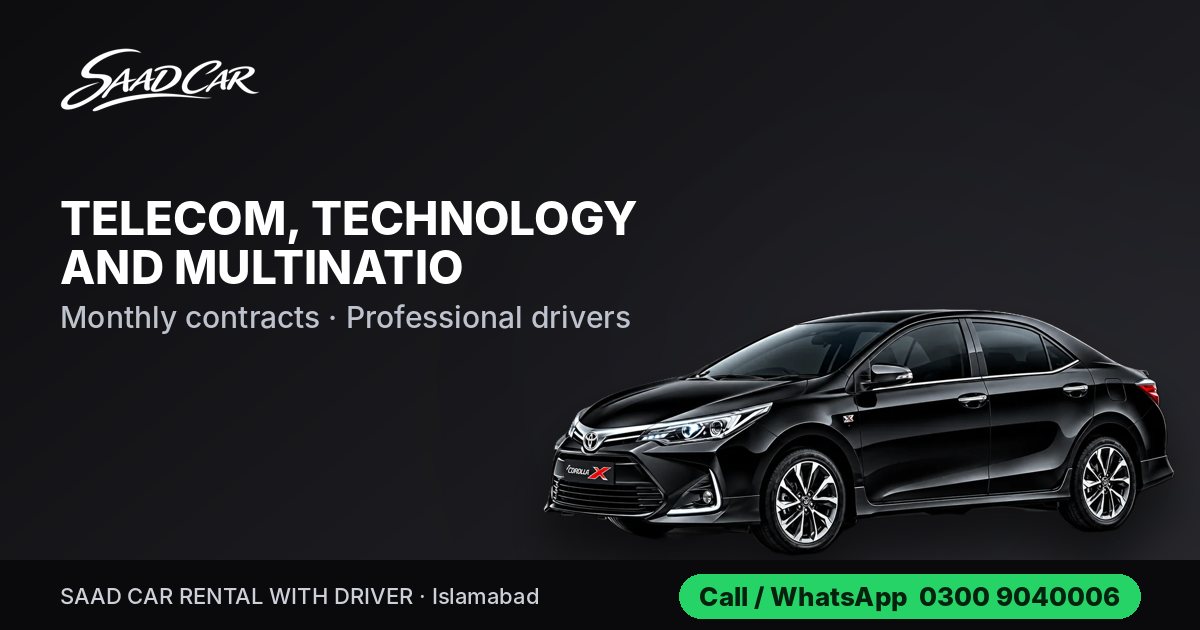 SAAD CAR
TELECOM, TECHNOLOGY
AND MULTINATIO
Monthly contracts · Professional drivers
COROLLA X
X
SAAD CAR RENTAL WITH DRIVER · Islamabad
Call / WhatsApp 0300 9040006